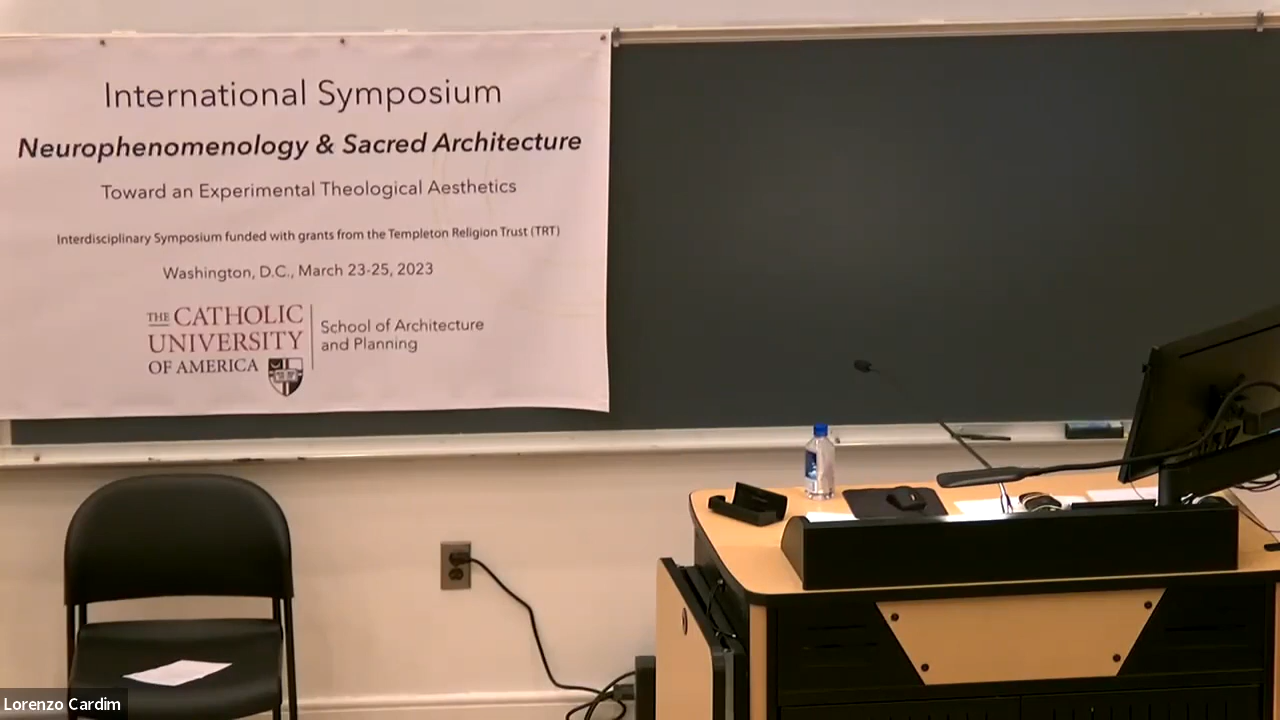 International Symposium
Neurophenomenology & Sacred Architecture
Toward an Experimental Theological Aesthetics
Interdisciplinary Symposium funded with grants from the Templeton Religion Trust (TRT)
Washington, D.C., March 23-25, 2023
THE CATHOLIC
UNIVERSITY
OF AMERICA
School of Architecture
and Planning
Lorenzo Cardim